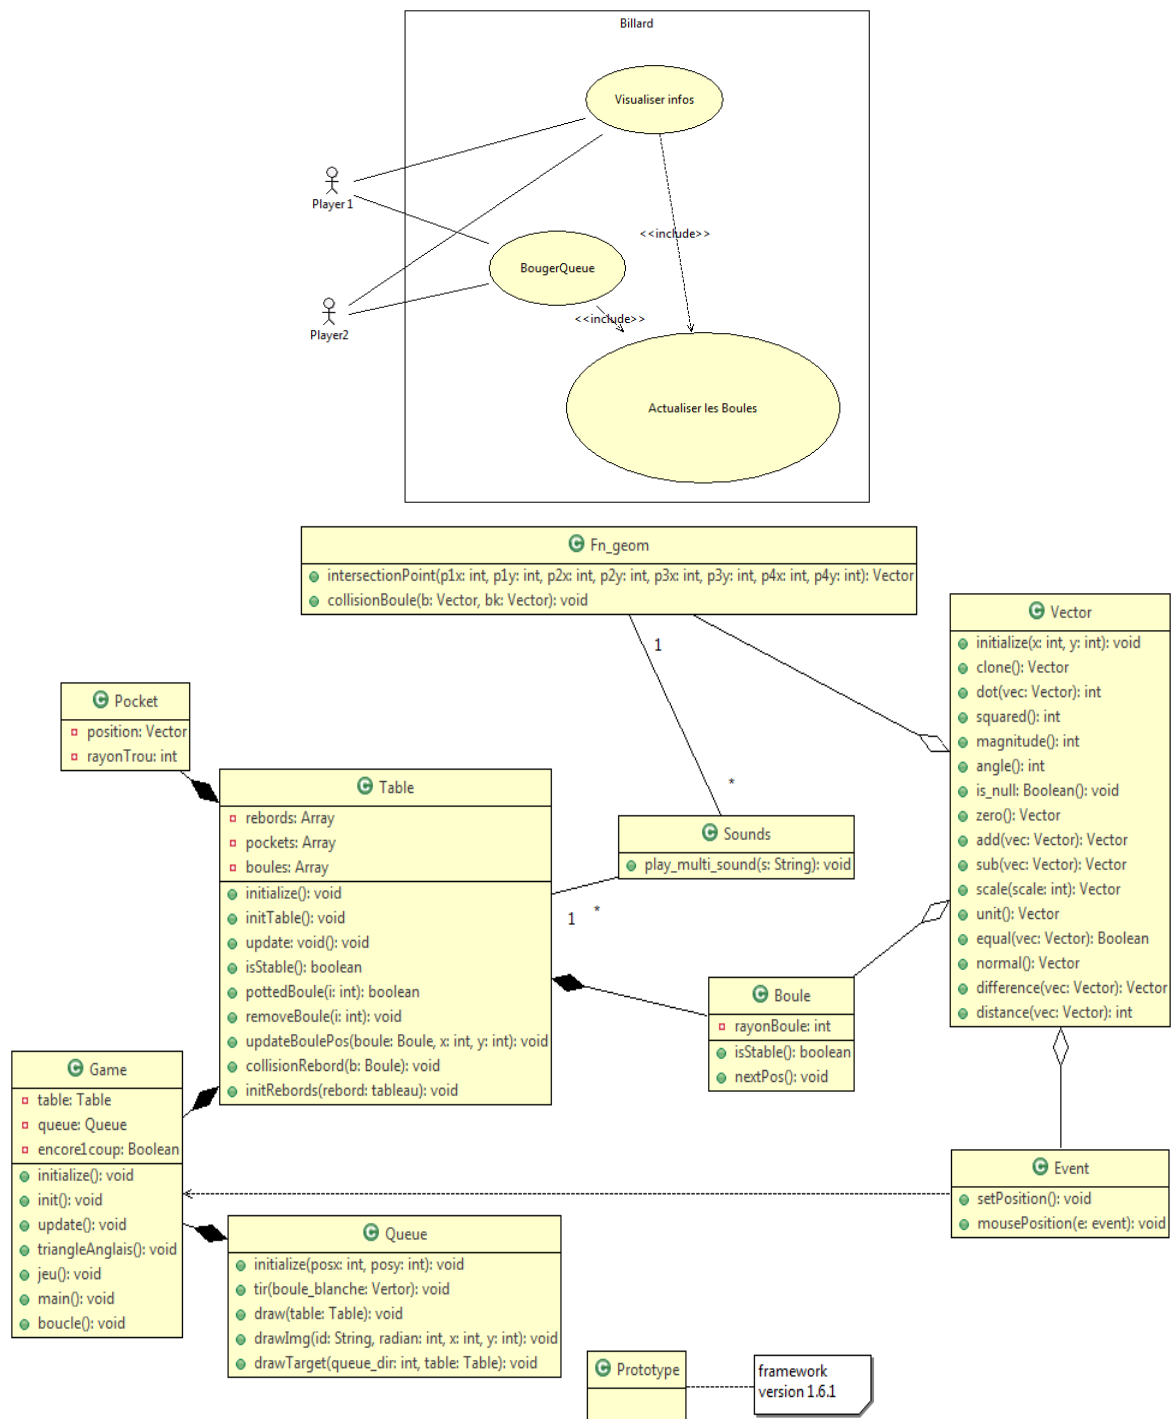 Billard
Visualiser infos
Player 1
<<include>>
BougerQueue
Player2
<<include>>
Actualiser les Boules
C Fn_geom
intersectionPoint(p1x: int, p1y: int, p2x: int, p2y: int, p3x: int, p3y: int, p4x: int, p4y: int): Vector
collisionBoule(b: Vector, bk: Vector): void
1
*
C Vector
initialize(x: int, y: int): void
clone(): Vector
dot(vec: Vector): int
squared(): int
magnitude(): int
angle(): int
is_null: Boolean(): void
zero(): Vector
add(vec: Vector): Vector
sub(vec: Vector): Vector
scale(scale: int): Vector
unit(): Vector
equal(vec: Vector): Boolean
normal(): Vector
difference(vec: Vector): Vector
distance(vec: Vector): int
C Pocket
position: Vector
rayonTrou: int
C Table
rebords: Array
pockets: Array
boules: Array
initialize(): void
initTable(): void
update: void(): void
isStable(): boolean
pottedBoule(i: int): boolean
removeBoule(i: int): void
updateBoulePos(boule: Boule, x: int, y: int): void
collisionRebord(b: Boule): void
initRebords(rebord: tableau): void
C Sounds
play_multi_sound(s: String): void
1 *
C Boule
rayonBoule: int
isStable(): boolean
nextPos(): void
C Game
table: Table
queue: Queue
encore1coup: Boolean
initialize(): void
init(): void
update(): void
triangleAnglais(): void
jeu(): void
main(): void
boucle(): void
C Event
setPosition(): void
mousePosition(e: event): void
C Queue
initialize(posx: int, posy: int): void
tir(boule_blanche: Vertor): void
draw(table: Table): void
drawImg(id: String, radian: int, x: int, y: int): void
drawTarget(queue_dir: int, table: Table): void
C Prototype
framework
version 1.6.1